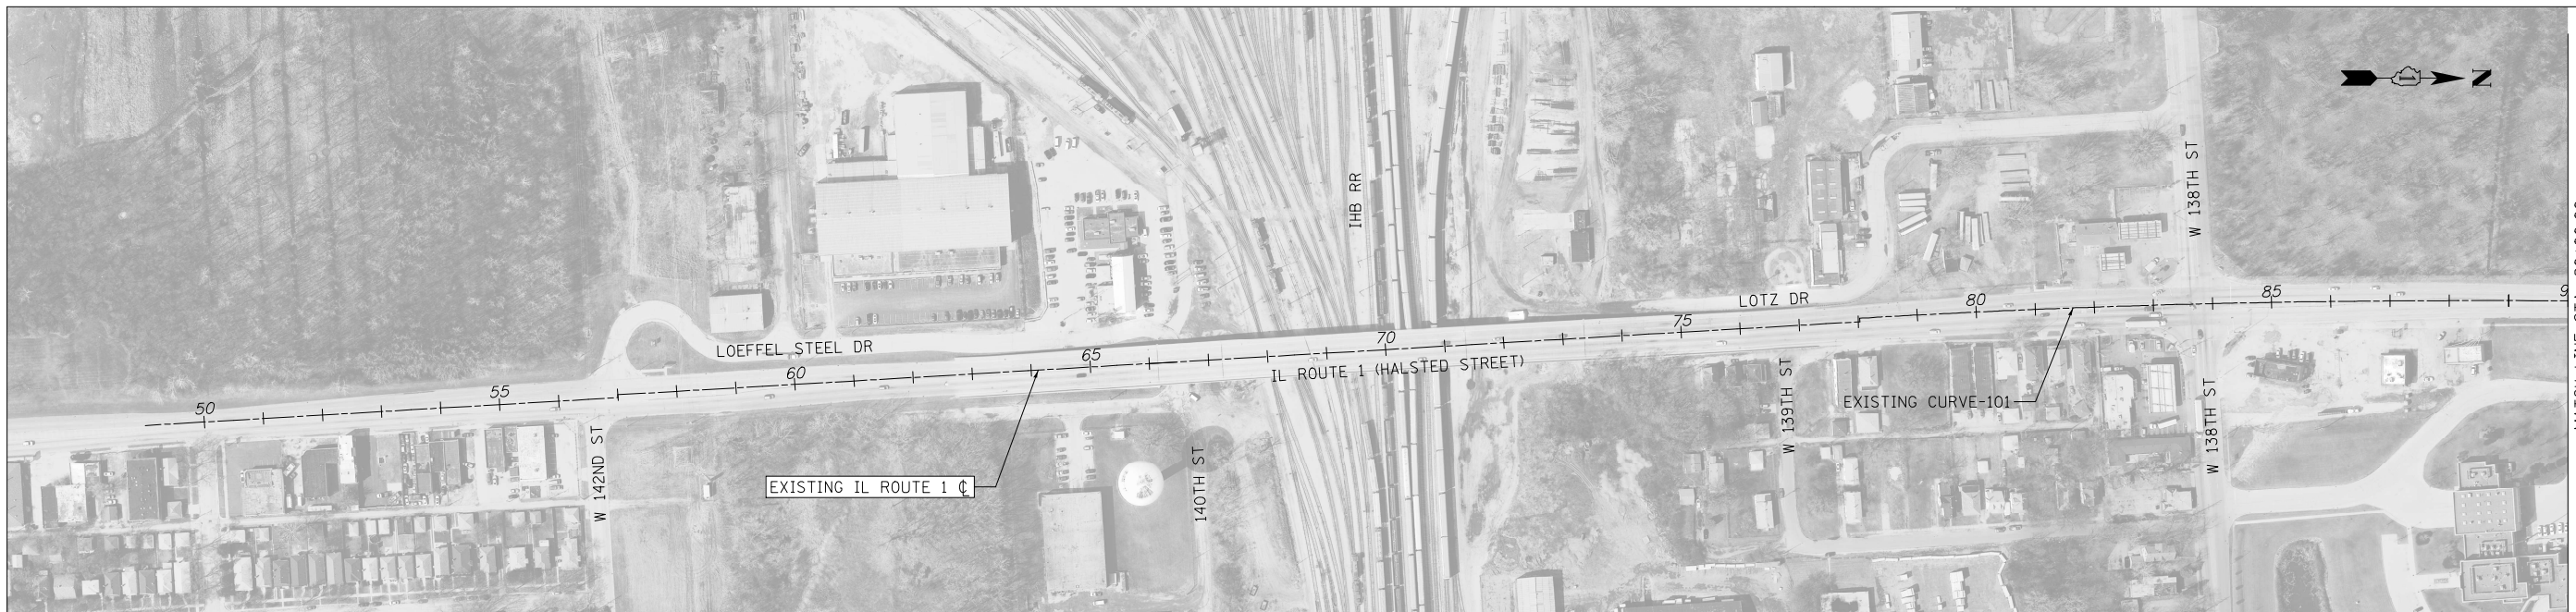 N
IHB RR
W 138TH ST
LOTZ DR
85
80
75
70
65
60
55
50
LOEFFEL STEEL DR
IL ROUTE 1 (HALSTED STREET)
EXISTING CURVE-101
W 139TH ST
W 138TH ST
W 142ND ST
140TH ST
EXISTING IL ROUTE 1 ℄